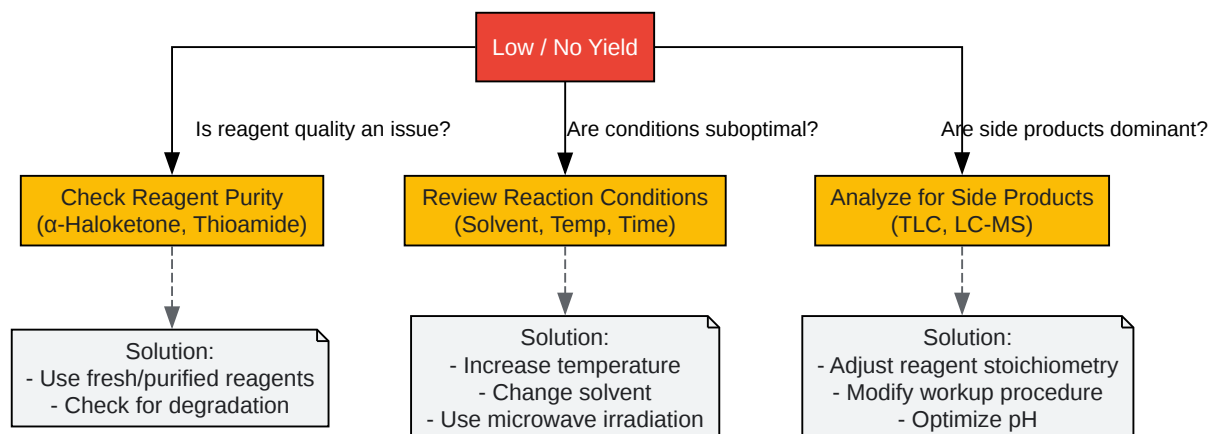 Low / No Yield
Is reagent quality an issue?
Are conditions suboptimal?
Are side products dominant?
Check Reagent Purity
(α-Haloketone, Thioamide)
Review Reaction Conditions
(Solvent, Temp, Time)
Analyze for Side Products
(TLC, LC-MS)
Solution:
- Use fresh/purified reagents
- Check for degradation
Solution:
- Increase temperature
- Change solvent
- Use microwave irradiation
Solution:
- Adjust reagent stoichiometry
- Modify workup procedure
- Optimize pH